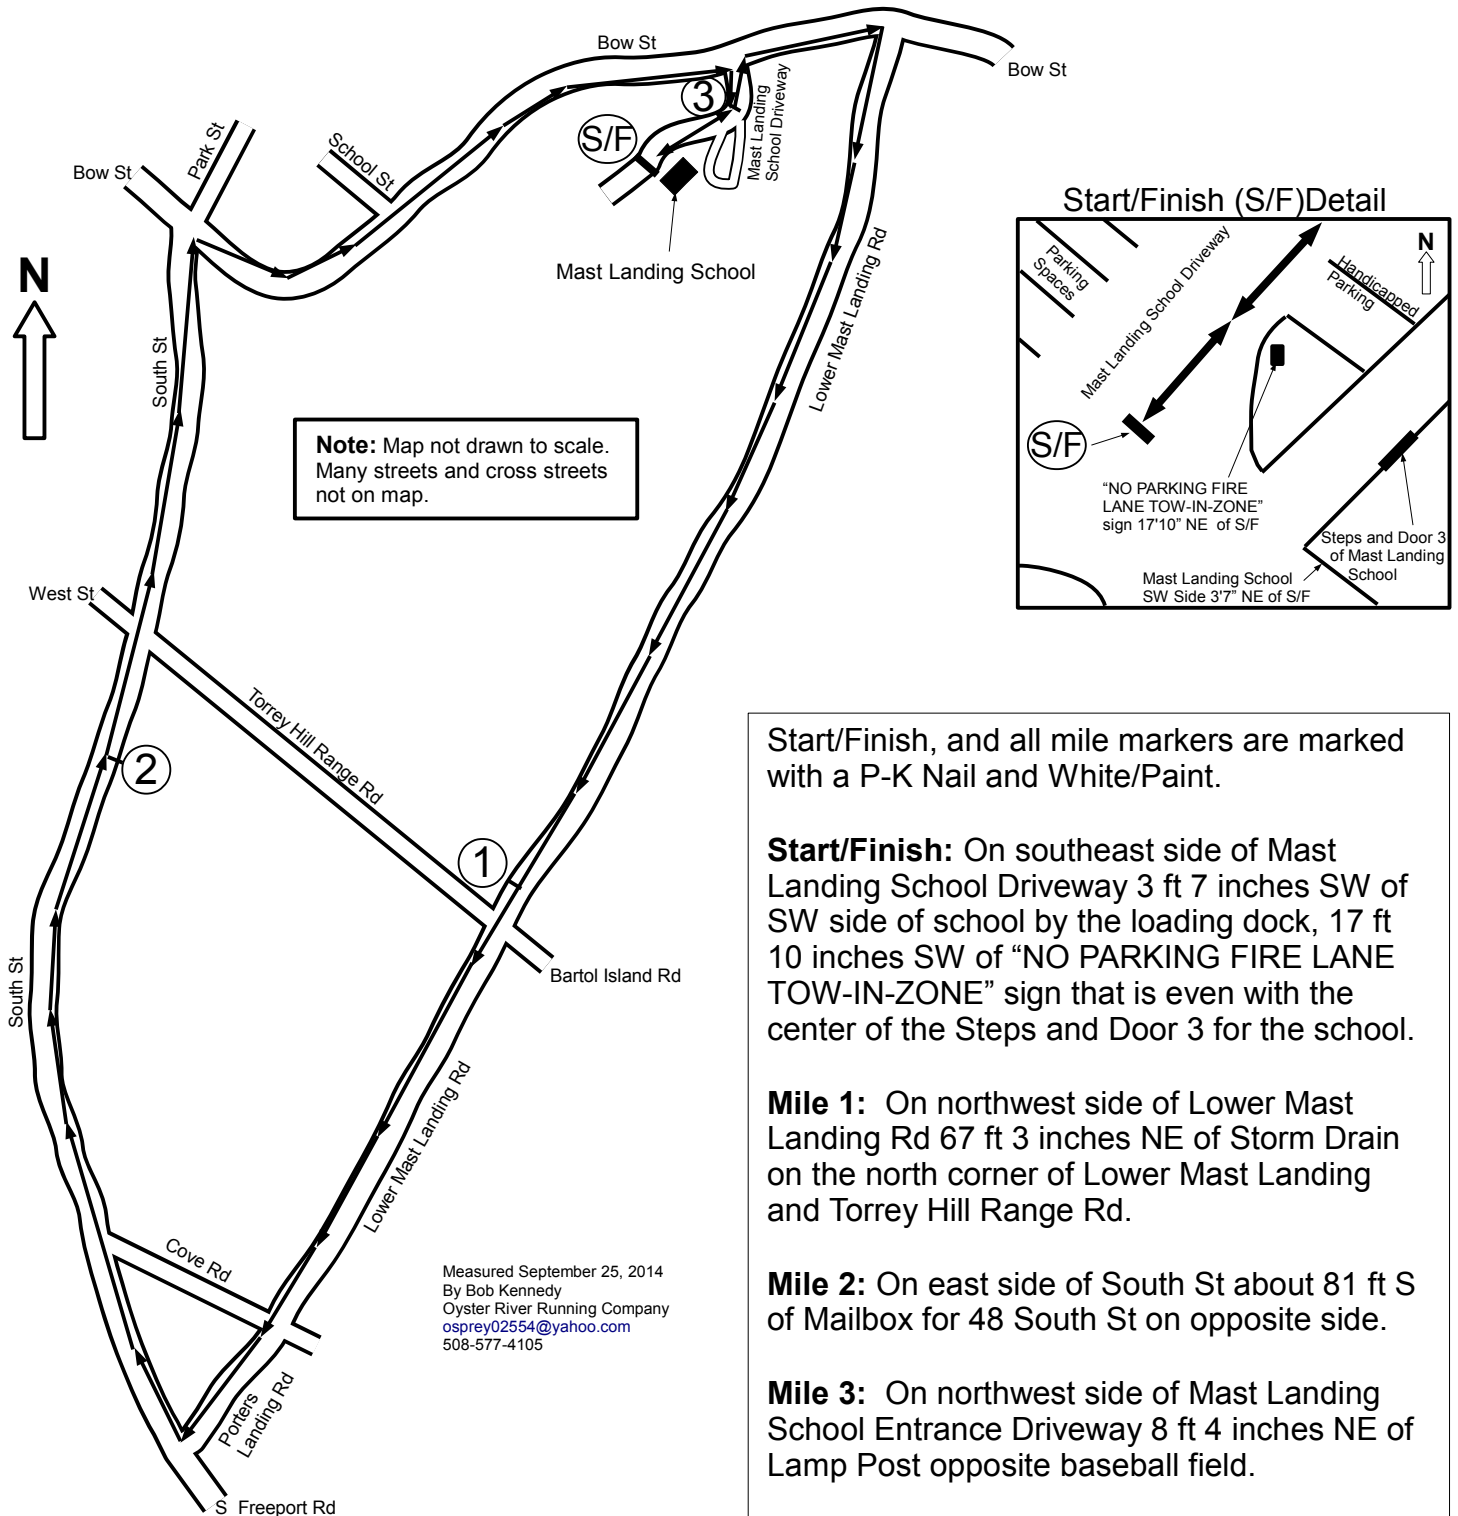 Bow St
Bow St
3
Mast Landing
School Driveway
S/F
Park St
School St
Bow St
Mast Landing School
N
South St
Lower Mast Landing Rd
Start/Finish (S/F)Detail
N
Parking
Spaces
Mast Landing School Driveway
Handicapped
Parking
S/F
“NO PARKING FIRE
LANE TOW-IN-ZONE”
sign 17'10” NE of S/F
Steps and Door 3
of Mast Landing
School
Mast Landing School
SW Side 3'7” NE of S/F
Note: Map not drawn to scale.
Many streets and cross streets
not on map.
West St
Torrey Hill Range Rd
2
1
Bartol Island Rd
South St
Lower Mast Landing Rd
Cove Rd
Porters
Landing Rd
S Freeport Rd
Measured September 25, 2014
By Bob Kennedy
Oyster River Running Company
osprey02554@yahoo.com
508-577-4105
Start/Finish, and all mile markers are marked
with a P-K Nail and White/Paint.
Start/Finish: On southeast side of Mast
Landing School Driveway 3 ft 7 inches SW of
SW side of school by the loading dock, 17 ft
10 inches SW of “NO PARKING FIRE LANE
TOW-IN-ZONE” sign that is even with the
center of the Steps and Door 3 for the school.
Mile 1: On northwest side of Lower Mast
Landing Rd 67 ft 3 inches NE of Storm Drain
on the north corner of Lower Mast Landing
and Torrey Hill Range Rd.
Mile 2: On east side of South St about 81 ft S
of Mailbox for 48 South St on opposite side.
Mile 3: On northwest side of Mast Landing
School Entrance Driveway 8 ft 4 inches NE of
Lamp Post opposite baseball field.